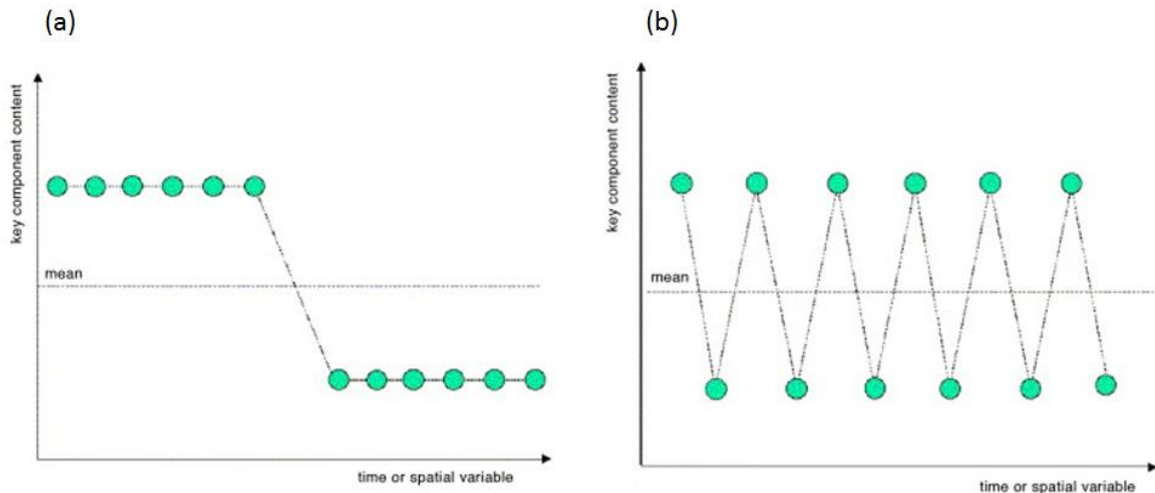 (a)
key component content
mean
time or spatial variable
(b)
key component content
mean
time or spatial variable